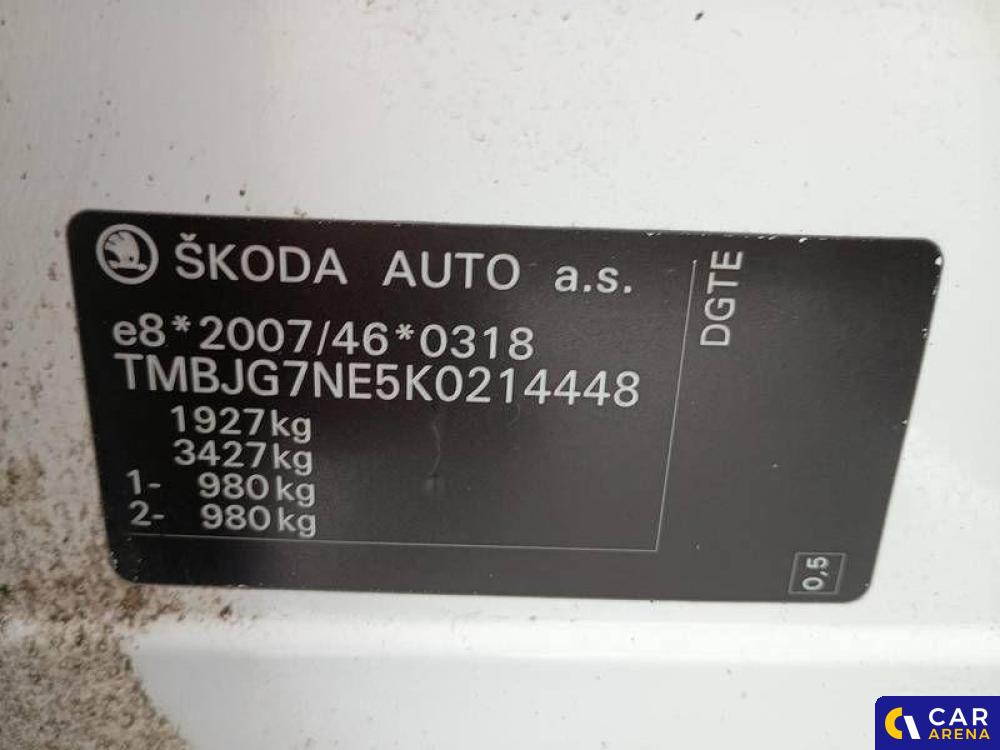 ŠKODA AUTO a.s.
e8*2007/46*0318
TMBJG7NE5K0214448
1927kg
3427kg
1- 980kg
2- 980kg
DGTE
0,5
CAR
ARENA